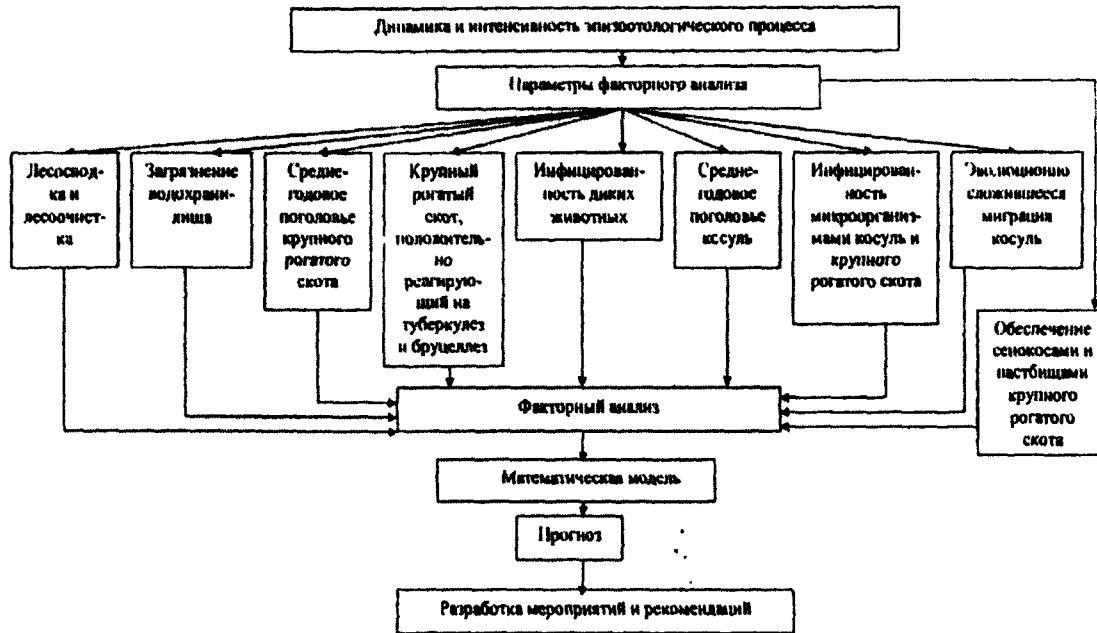 Динамика и интенсивность эпизоотологического процесса
Параметры факторного анализа
Лесосвод-
ка и
лесоочист-
ка
Загрязнение
водохрани-
лища
Средне-
годовое
поголовье
крупного
рогатого
скота
Крупный
рогатый
скот,
положитель-
но
реагирую-
щий на
туберкулез
и бруцеллез
Инфицирован-
ность диких
животных
Средне-
годовое
поголовье
косуль
Инфицирован-
ность
микроорганиз-
мами косуль и
крупного
рогатого скота
Эволюционно
сложившееся
миграция
косуль
Обеспечение
сенокосами и
пастбищами
крупного
рогатого
скота
Факторный анализ
Математическая модель
Прогноз
Разработка мероприятий и рекомендаций